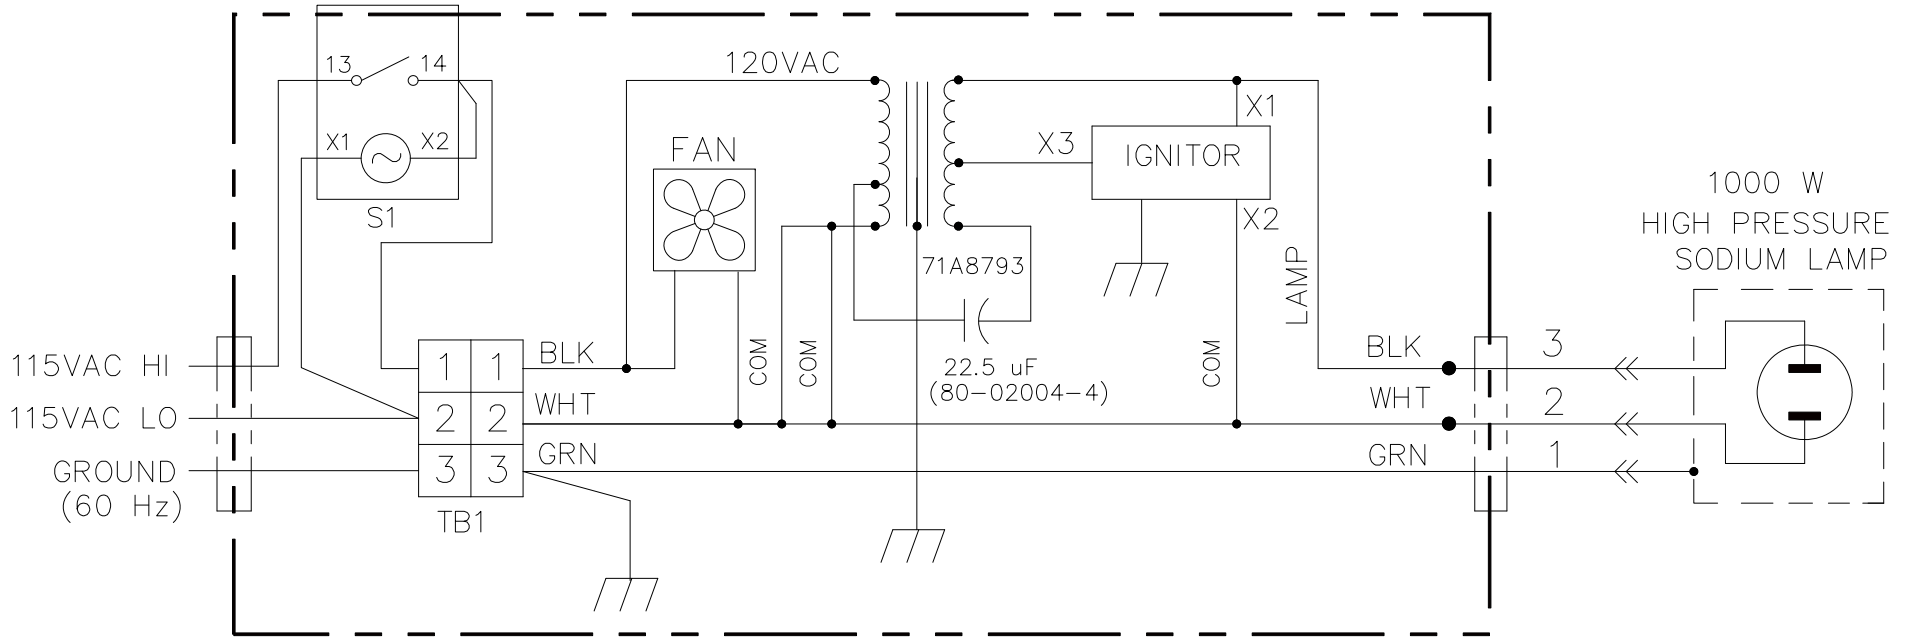 13
14
X1
X2
S1
120VAC
FAN
X3
IGNITOR
X1
X2
71A8793
22.5 uF
(80-02004-4)
COM
COM
COM
LAMP
115VAC HI
115VAC LO
GROUND
(60 Hz)
1 1
2 2
3 3
TB1
BLK
WHT
GRN
BLK
WHT
GRN
3
2
1
1000 W
HIGH PRESSURE
SODIUM LAMP